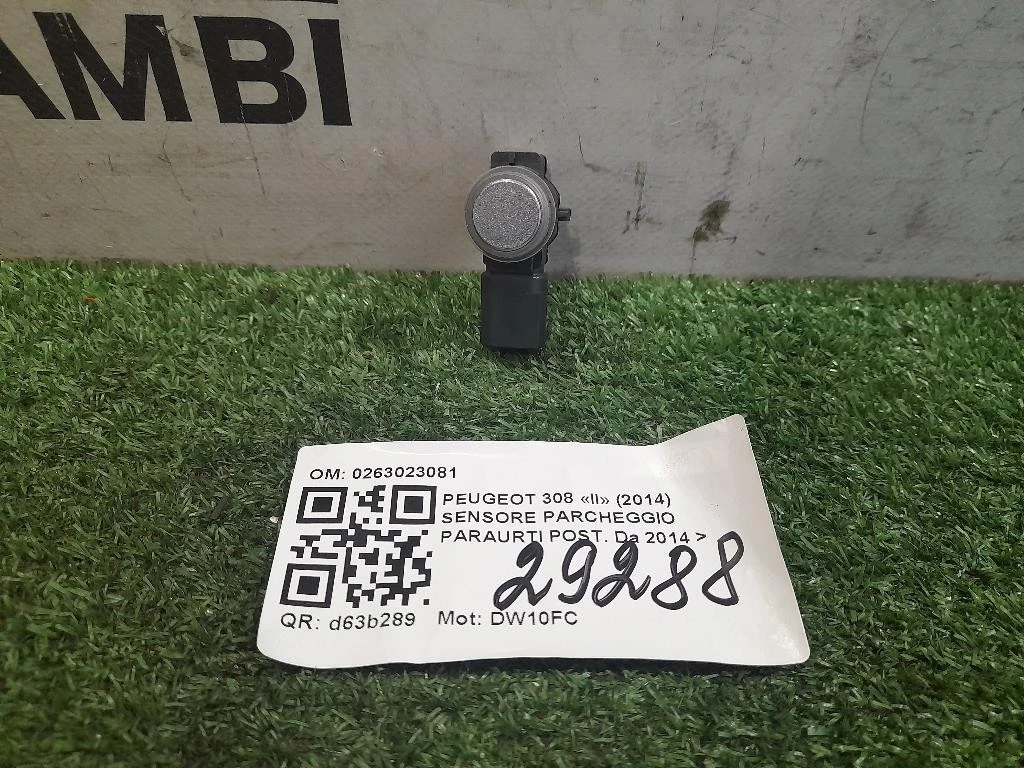 AMBI
OM: 0263023081
PEUGEOT 308 «II» (2014)
SENSORE PARCHEGGIO
PARAURTI POST. Da 2014 >
29288
QR: d63b289 Mot: DW10FC